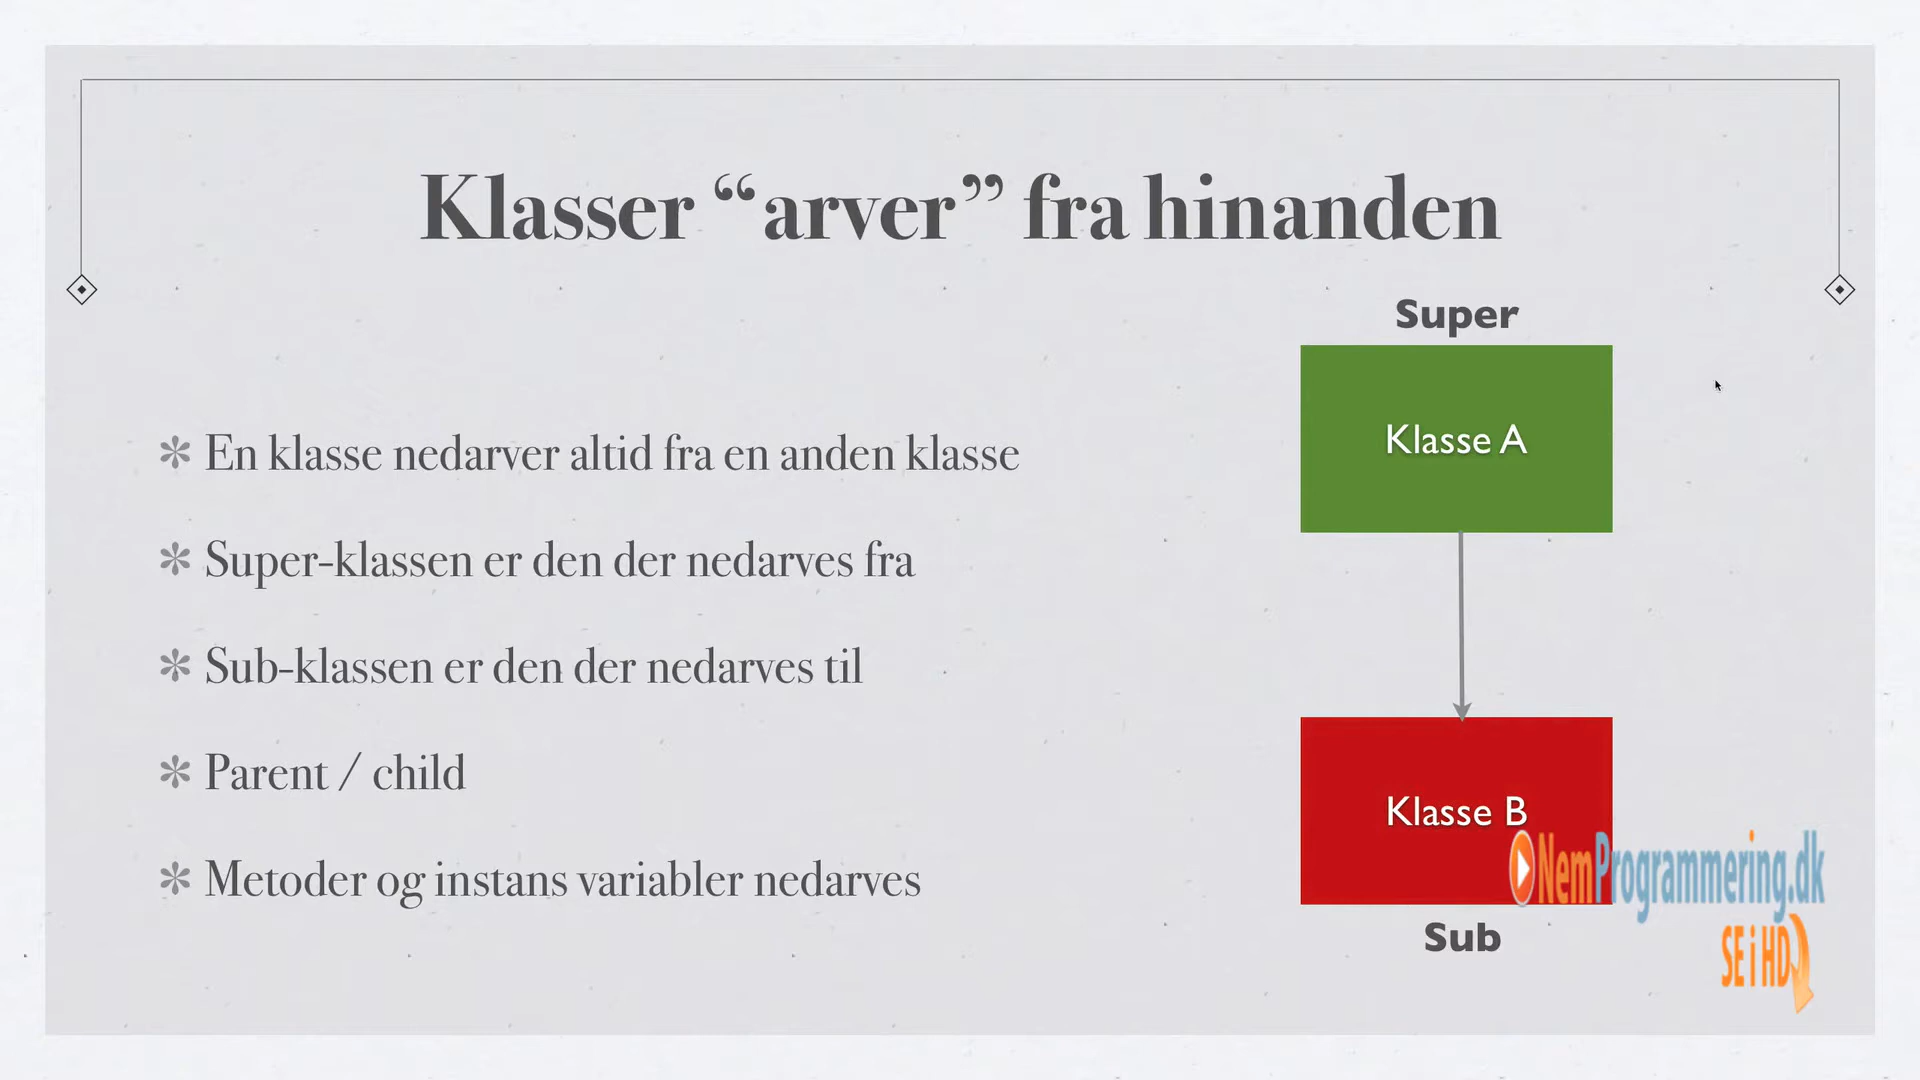 Klasser “arver” fra hinanden
Super
Klasse A
En klasse nedarver altid fra en anden klasse
Super-klassen er den der nedarves fra
Sub-klassen er den der nedarves til
Parent / child
Metoder og instans variabler nedarves
Klasse B
NemProgrammering.dk
Sub
SE i HD